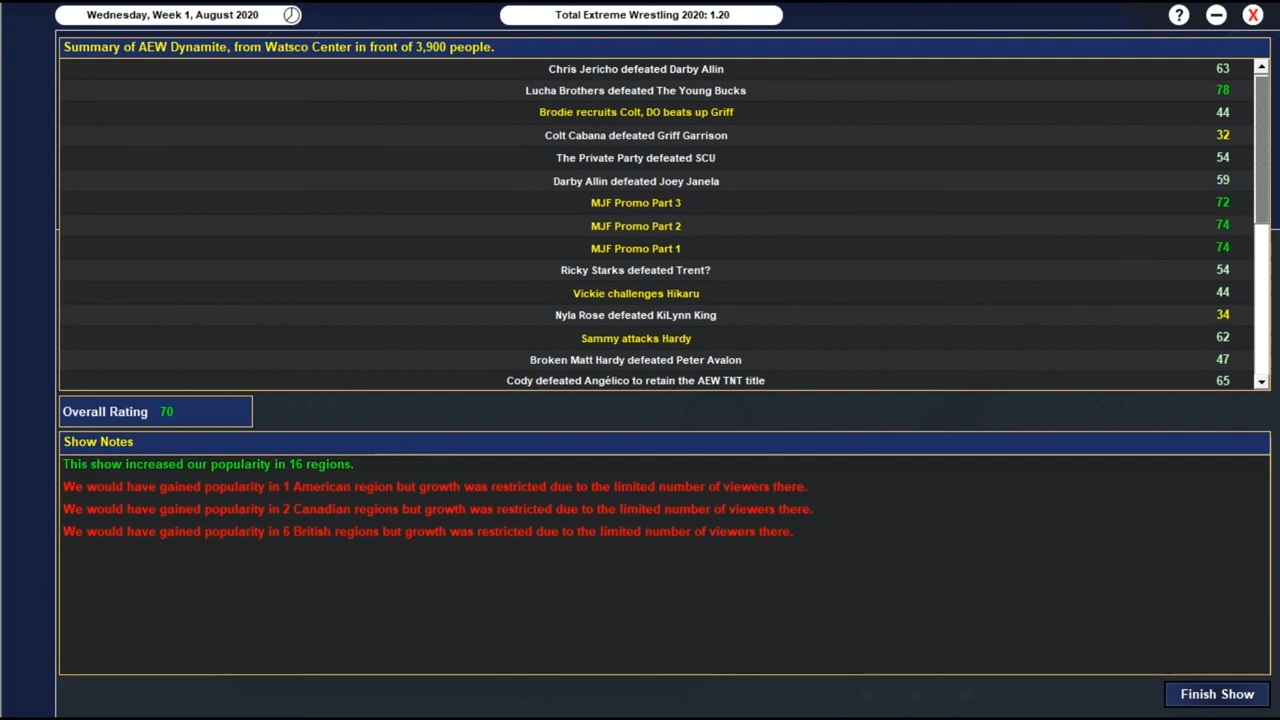 Wednesday, Week 1, August 2020
Total Extreme Wrestling 2020: 1.20
? X
Summary of AEW Dynamite, from Watsco Center in front of 3,900 people.
Chris Jericho defeated Darby Allin 63
Lucha Brothers defeated The Young Bucks 78
Brodie recruits Colt, DO beats up Griff 44
Colt Cabana defeated Griff Garrison 32
The Private Party defeated SCU 54
Darby Allin defeated Joey Janela 59
MJF Promo Part 3 72
MJF Promo Part 2 74
MJF Promo Part 1 74
Ricky Starks defeated Trent? 54
Vickie challenges Hikaru 44
Nyla Rose defeated KiLynn King 34
Sammy attacks Hardy 62
Broken Matt Hardy defeated Peter Avalon 47
Cody defeated Angélico to retain the AEW TNT title 65
Overall Rating 70
Show Notes
This show increased our popularity in 16 regions.
We would have gained popularity in 1 American region but growth was restricted due to the limited number of viewers there.
We would have gained popularity in 2 Canadian regions but growth was restricted due to the limited number of viewers there.
We would have gained popularity in 6 British regions but growth was restricted due to the limited number of viewers there.
Finish Show